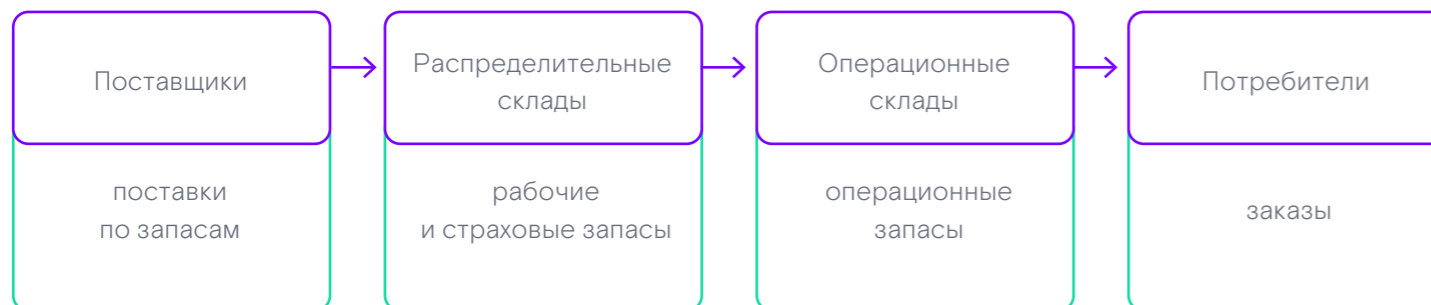 Поставщики
Распределительные
склады
Операционные
склады
Потребители
поставки
по запасам
рабочие
и страховые запасы
операционные
запасы
заказы